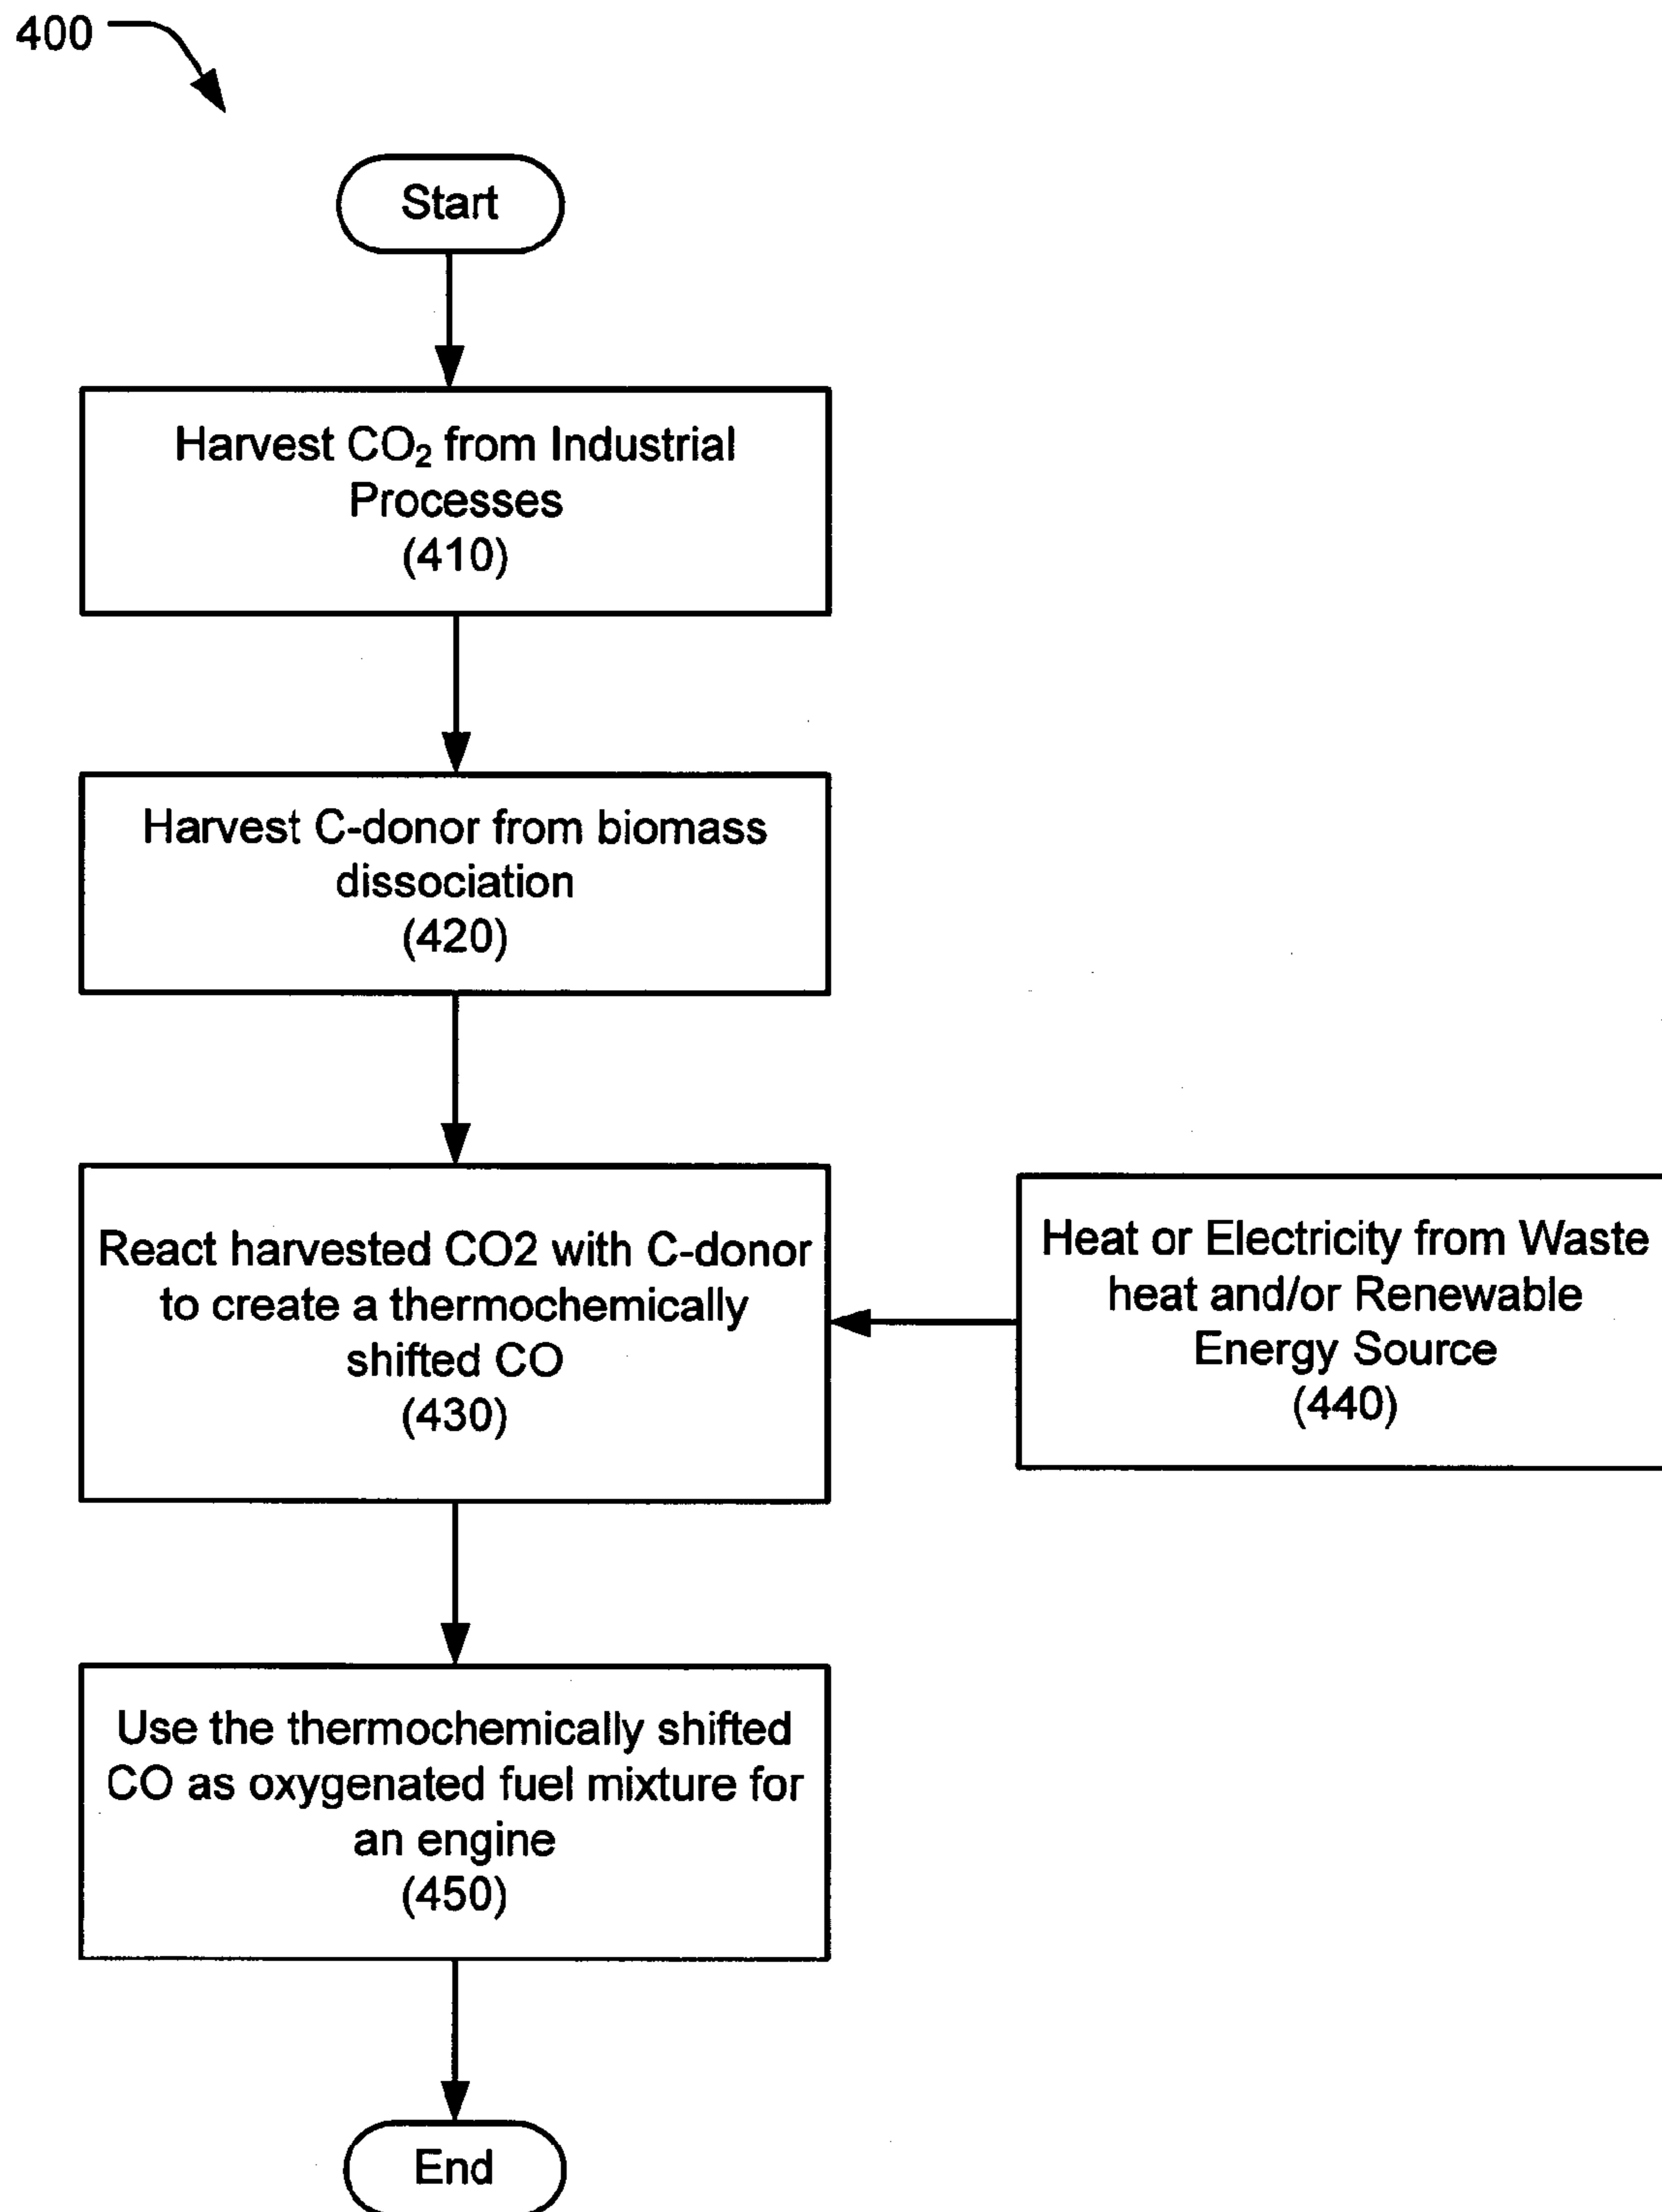 400
Start
Harvest CO₂ from Industrial
Processes
(410)
Harvest C-donor from biomass
dissociation
(420)
React harvested CO2 with C-donor
to create a thermochemically
shifted CO
(430)
Heat or Electricity from Waste
heat and/or Renewable
Energy Source
(440)
Use the thermochemically shifted
CO as oxygenated fuel mixture for
an engine
(450)
End